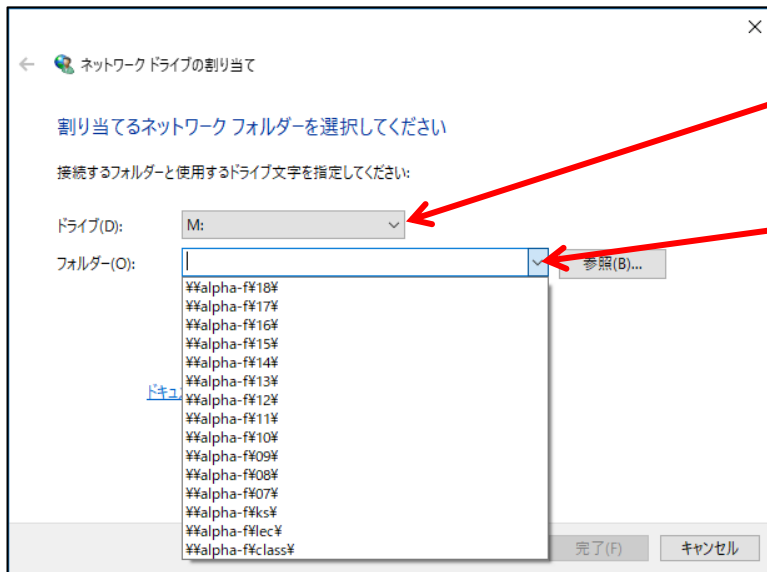 ネットワーク ドライブの割り当て
割り当てるネットワーク フォルダーを選択してください
接続するフォルダーと使用するドライブ文字を指定してください:
ドライブ(D): M:
フォルダー(O): 参照(B)...
¥¥alpha-f¥18¥
¥¥alpha-f¥17¥
¥¥alpha-f¥16¥
¥¥alpha-f¥15¥
¥¥alpha-f¥14¥
¥¥alpha-f¥13¥
ドキュ
¥¥alpha-f¥12¥
¥¥alpha-f¥11¥
¥¥alpha-f¥10¥
¥¥alpha-f¥09¥
¥¥alpha-f¥08¥
¥¥alpha-f¥07¥
¥¥alpha-f¥ks¥
¥¥alpha-f¥lec¥
¥¥alpha-f¥class¥
完了(F) キャンセル